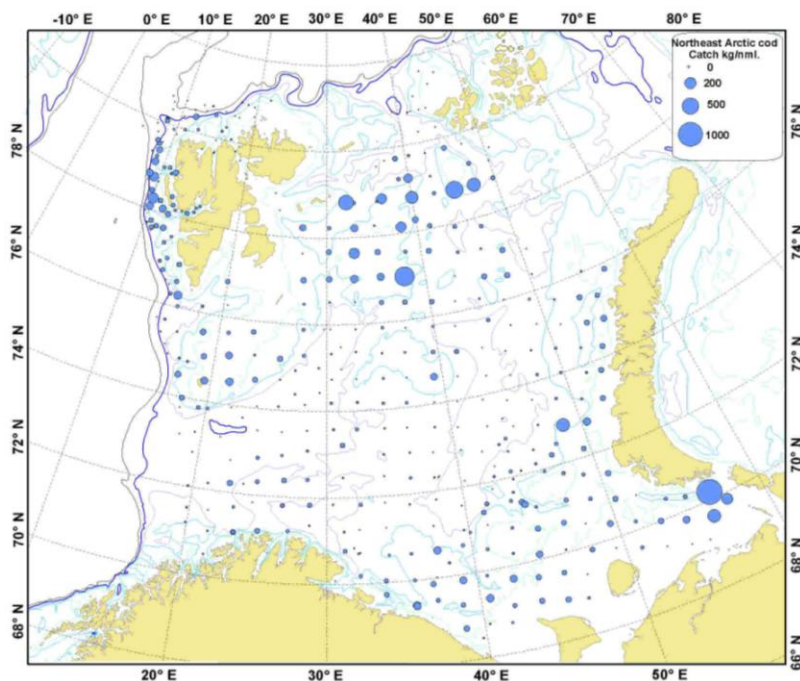 -10° E 0° E 10° E 20° E 30° E 40° E 50° E 60° E 70° E 80° E
Northeast Arctic cod
Catch kg/nml.
0
200
500
1000
78° N
76° N
74° N
72° N
70° N
68° N
76° N
74° N
72° N
70° N
68° N
66° N
20° E 30° E 40° E 50° E